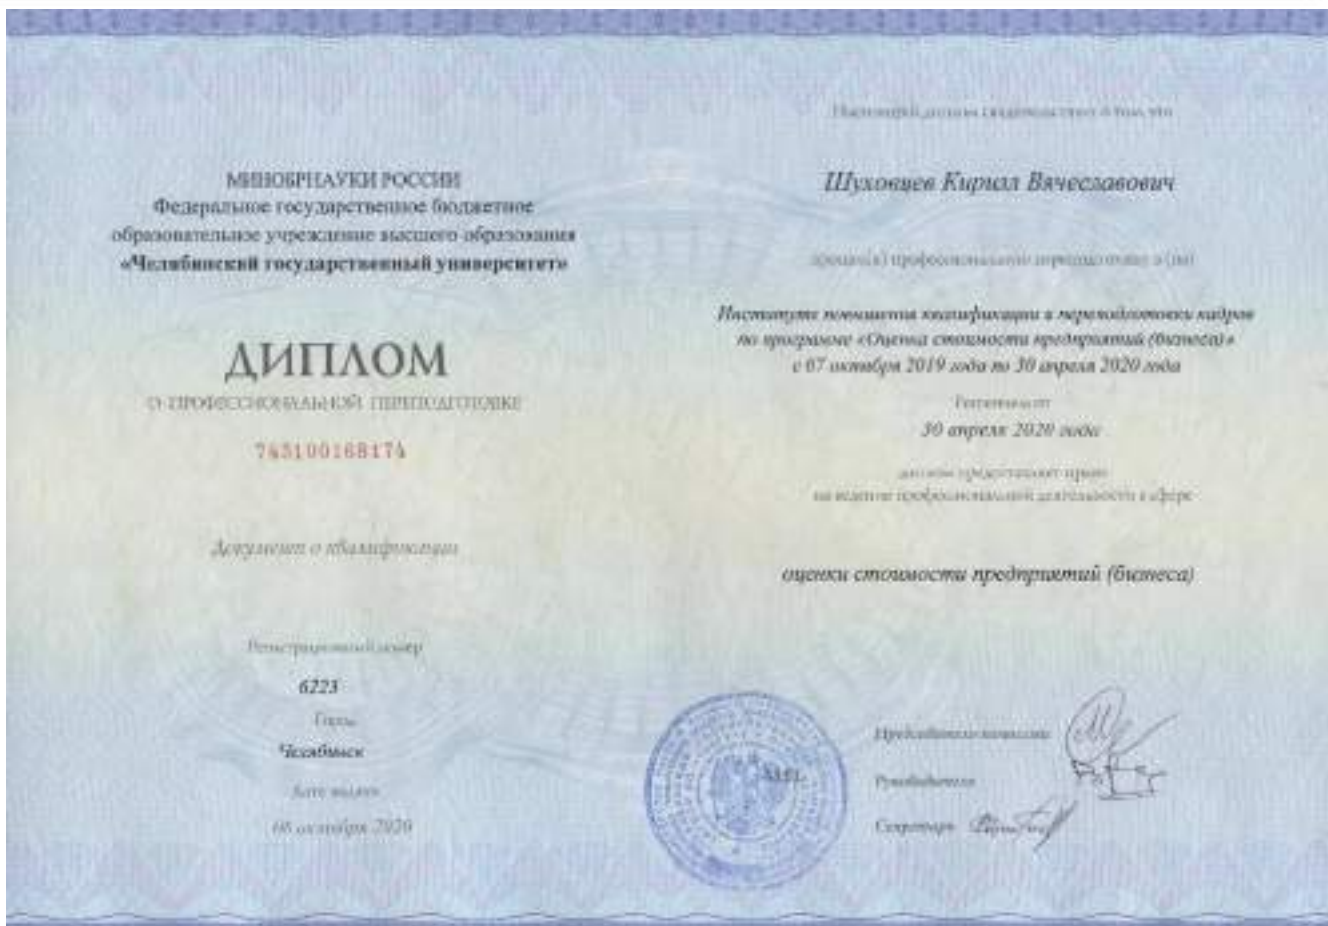 МИНОБРНАУКИ РОССИИ
Федеральное государственное бюджетное
образовательное учреждение высшего образования
«Челябинский государственный университет»
ДИПЛОМ
О ПРОФЕССИОНАЛЬНОЙ ПЕРЕПОДГОТОВКЕ
743100168174
Документ о квалификации
Регистрационный номер
6223
Город
Челябинск
Дата выдачи
октября 2020
Настоящий диплом свидетельствует о том, что
Шуховцев Кирилл Вячеславович
прошел(а) профессиональную переподготовку в (на)
Институте повышения квалификации и переподготовки кадров
по программе «Оценка стоимости предприятий (бизнеса)»
с 07 октября 2019 года по 30 апреля 2020 года
Решением от
30 апреля 2020 года
диплом предоставляет право
на ведение профессиональной деятельности в сфере
оценки стоимости предприятий (бизнеса)
М.П.
Председатель комиссии
Руководитель
Секретарь